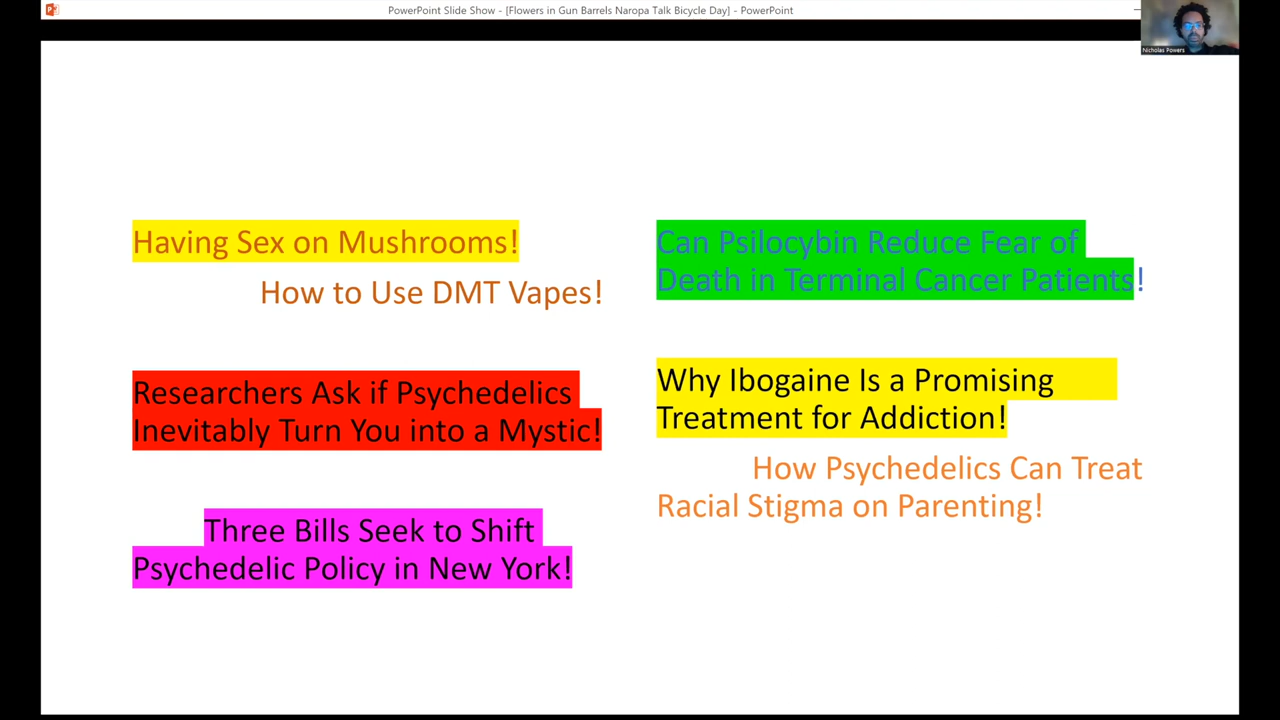 PowerPoint Slide Show - [Flowers in Gun Barrels Naropa Talk Bicycle Day] - PowerPoint
Nicholas Powers
Having Sex on Mushrooms!
How to Use DMT Vapes!
Researchers Ask if Psychedelics
Inevitably Turn You into a Mystic!
Three Bills Seek to Shift
Psychedelic Policy in New York!
Can Psilocybin Reduce Fear of
Death in Terminal Cancer Patients!
Why Ibogaine Is a Promising
Treatment for Addiction!
How Psychedelics Can Treat
Racial Stigma on Parenting!